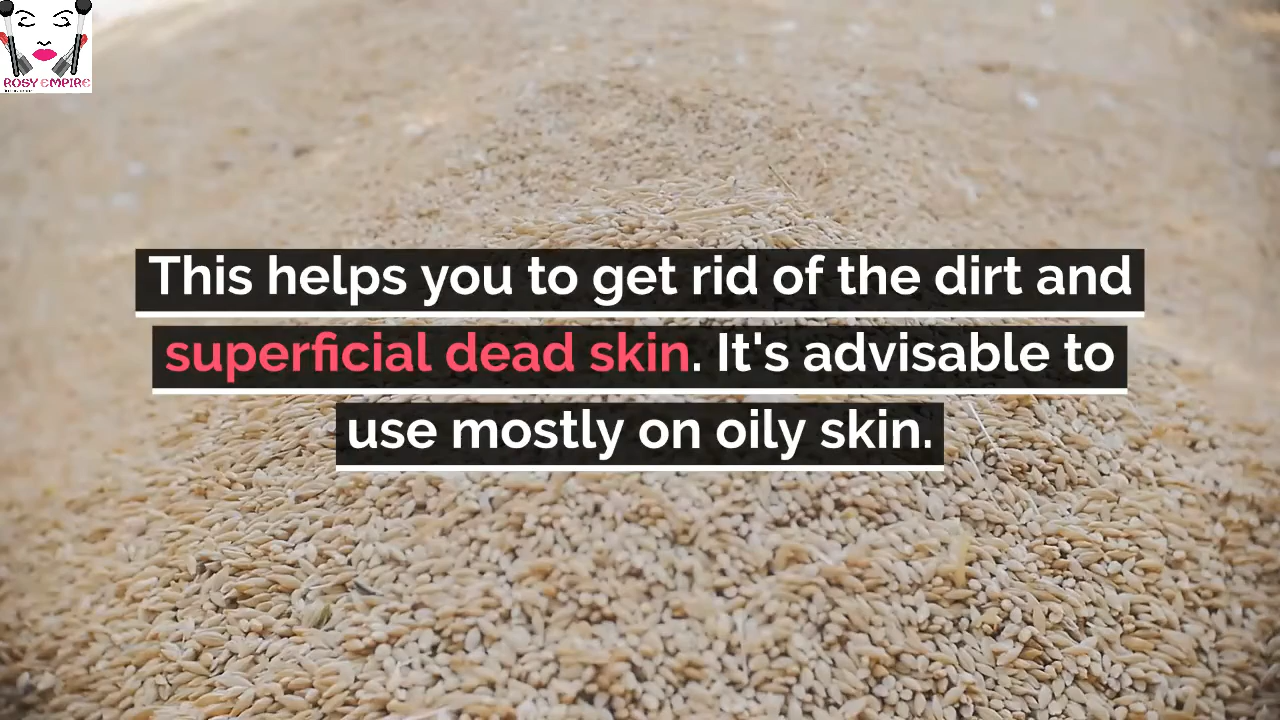 ROSY EMPIRE
This helps you to get rid of the dirt and
superficial dead skin. It's advisable to
use mostly on oily skin.